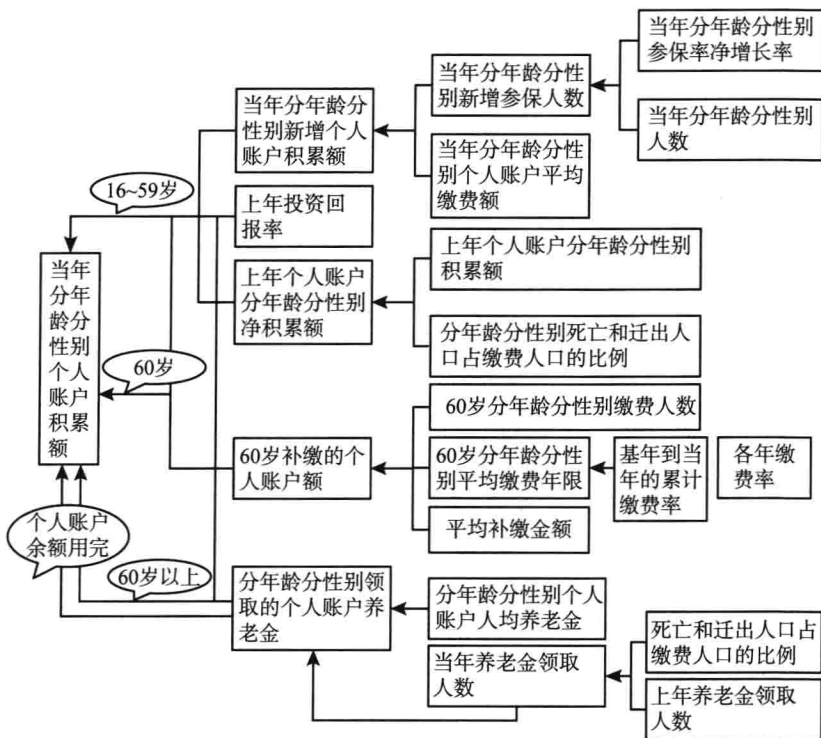 当年分年龄分性别
参保率净增长率
当年分年龄分性
别新增参保人数
当年分年龄分性别
人数
当年分年龄分
性别新增个人
账户积累额
当年分年龄分性
别个人账户平均
缴费额
16~59岁
上年投资回
报率
上年个人账户分年龄分性别
积累额
上年个人账户
分年龄分性别
净积累额
分年龄分性别死亡和迁出人
口占缴费人口的比例
当年
分年
龄分
性别
个人
账户
积累
额
60岁
60岁分年龄分性别缴费人数
60岁补缴的个
人账户额
60岁分年龄分性
别平均缴费年限
基年到当
年的累计
缴费率
各年缴
费率
平均补缴金额
个人账户
余额用完
60岁以上
分年龄分性别领
取的个人账户养
老金
分年龄分性别个人
账户人均养老金
当年养老金领取
人数
死亡和迁出人口占
缴费人口的比例
上年养老金领取
人数